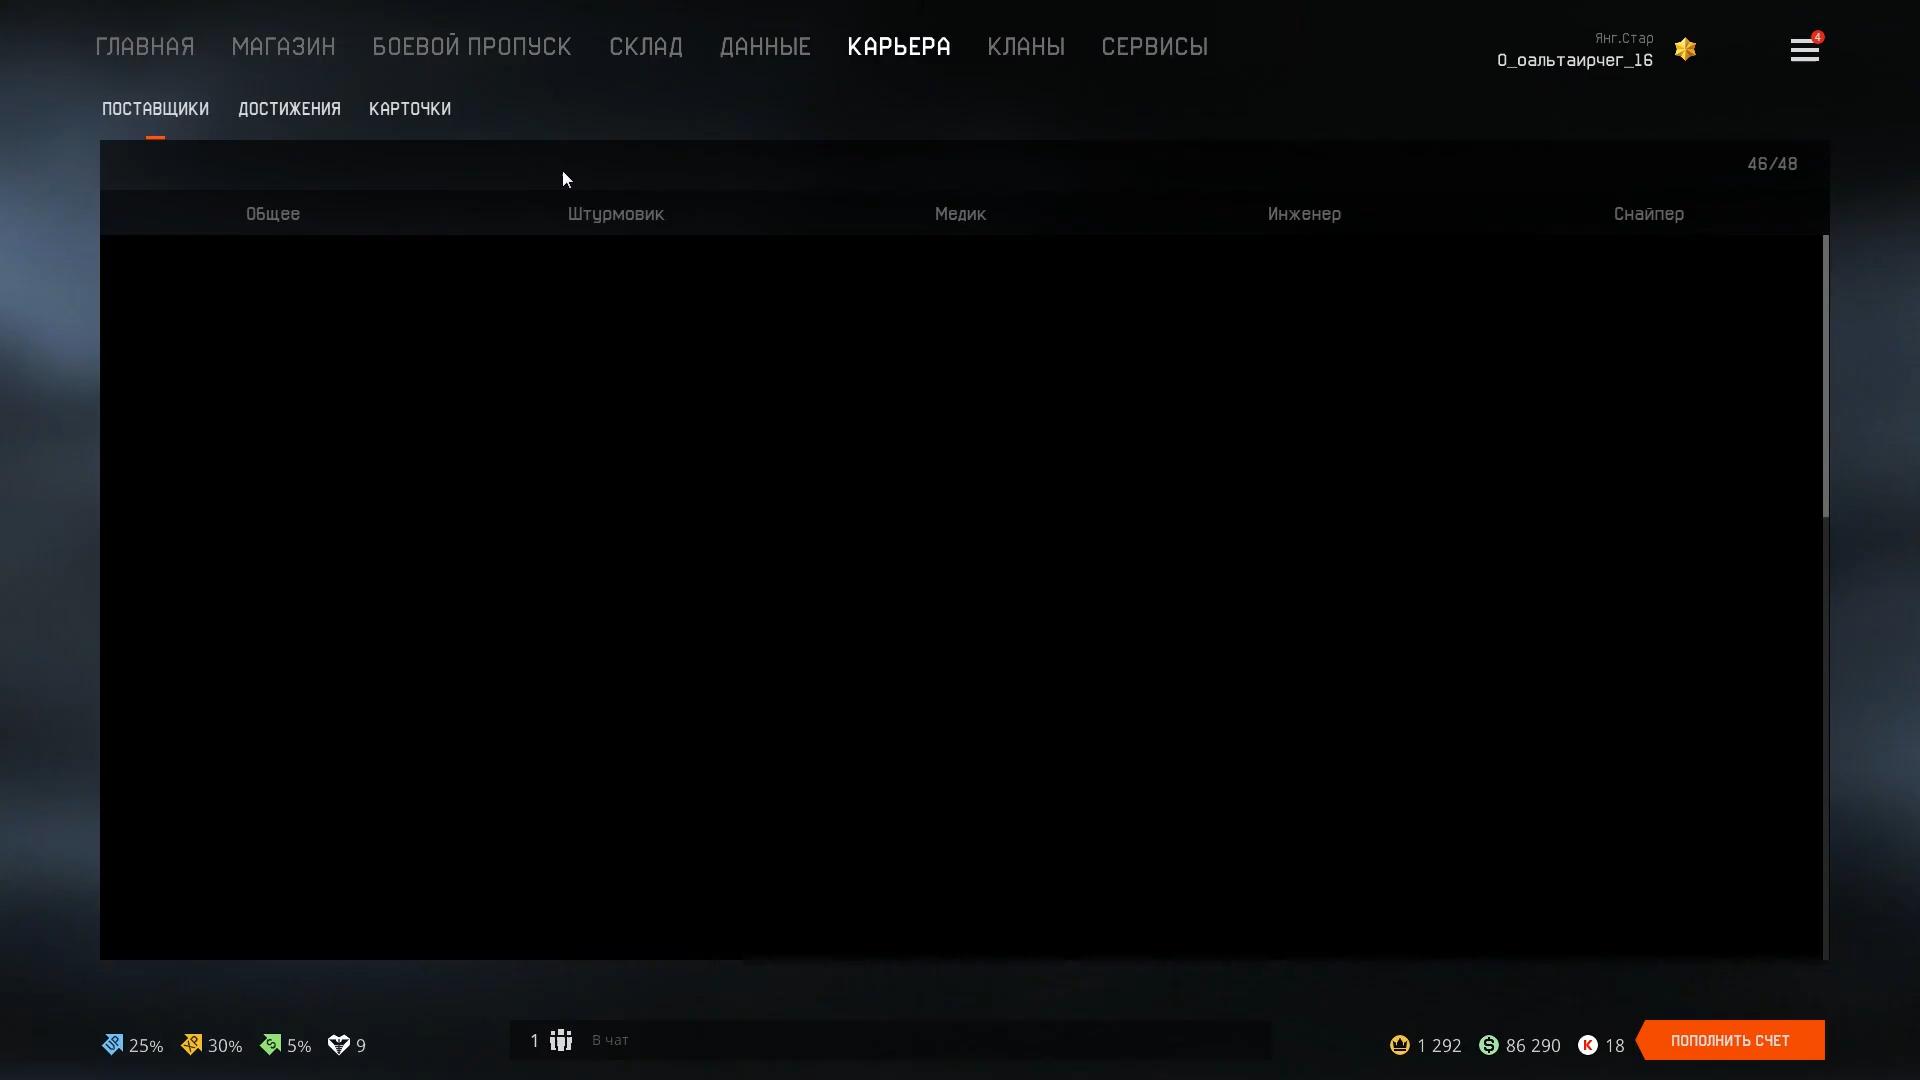 ГЛАВНАЯ МАГАЗИН БОЕВОЙ ПРОПУСК СКЛАД ДАННЫЕ КАРЬЕРА КЛАНЫ СЕРВИСЫ
Янг.Стар
0_оальтаирчег_16
4
ПОСТАВЩИКИ ДОСТИЖЕНИЯ КАРТОЧКИ
46/48
Общее Штурмовик Медик Инженер Снайпер
25% 30% 5% 9
1 В чат
1 292 86 290 K 18
ПОПОЛНИТЬ СЧЕТ